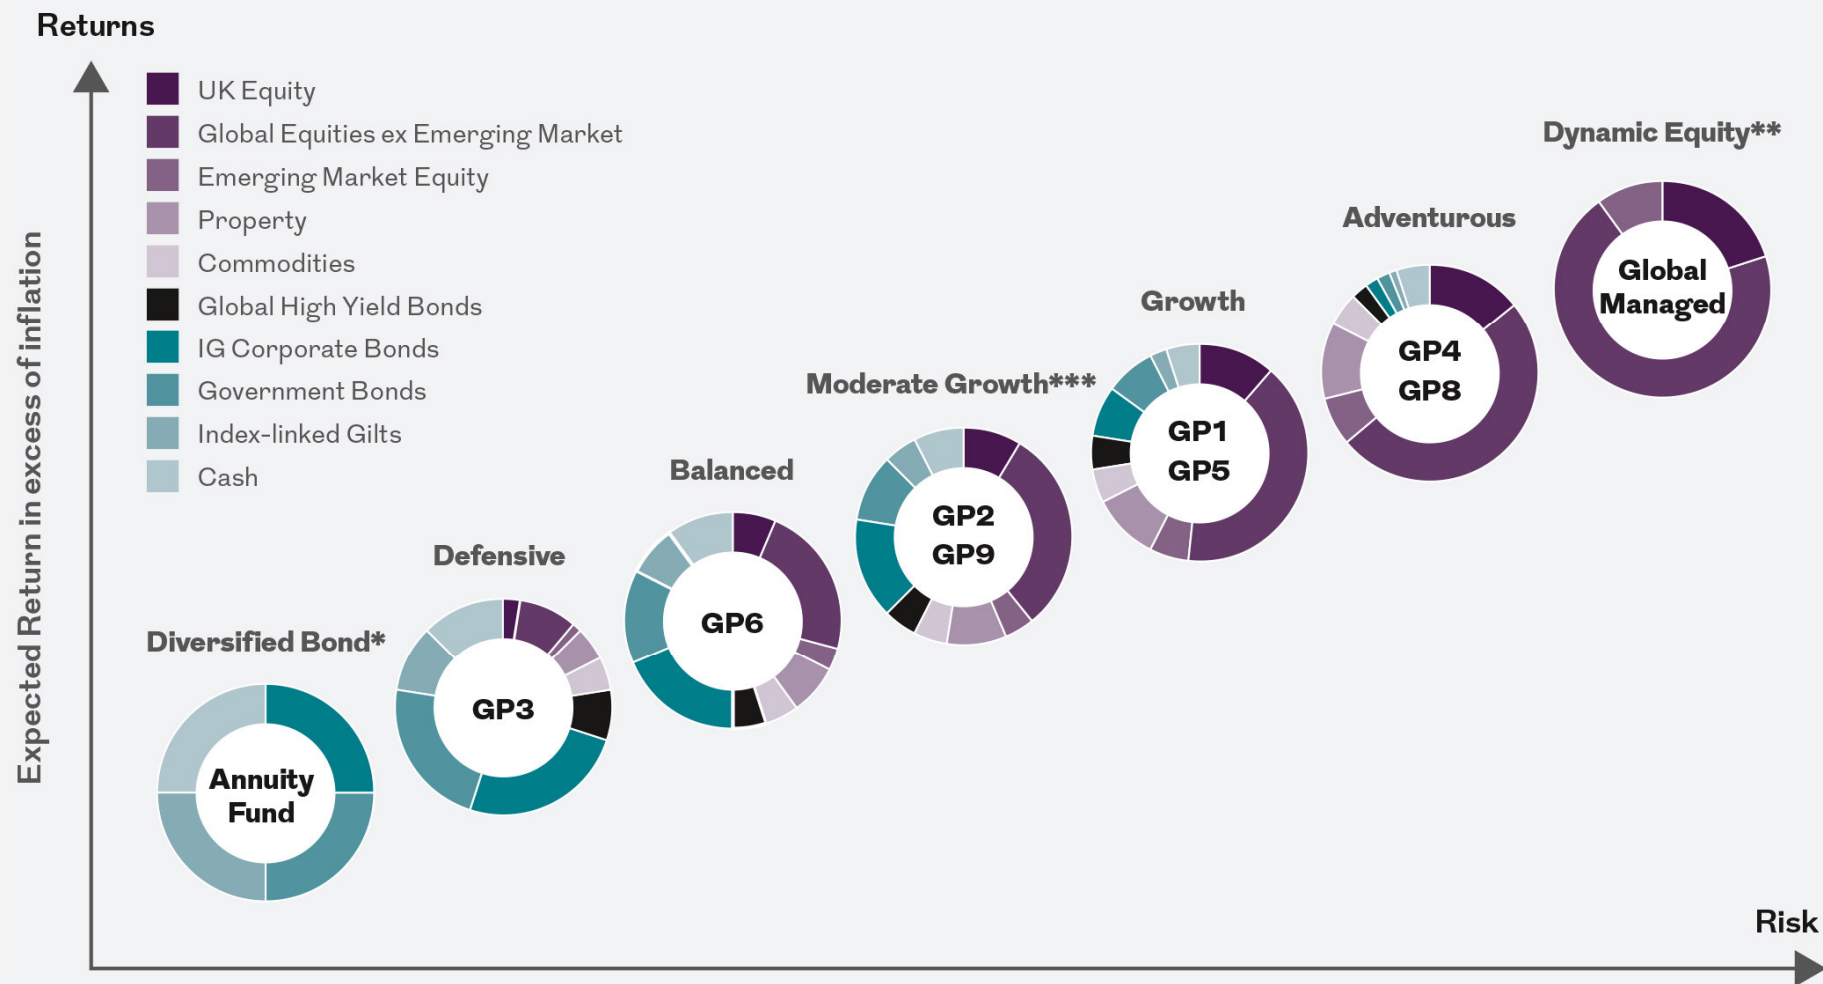 Returns
UK Equity
Global Equities ex Emerging Market
Emerging Market Equity
Property
Commodities
Global High Yield Bonds
IG Corporate Bonds
Government Bonds
Index-linked Gilts
Cash
Expected Return in excess of inflation
Diversified Bond*
Annuity
Fund
Defensive
GP3
Balanced
GP6
Moderate Growth***
GP2
GP9
Growth
GP1
GP5
Adventurous
GP4
GP8
Dynamic Equity**
Global
Managed
Risk